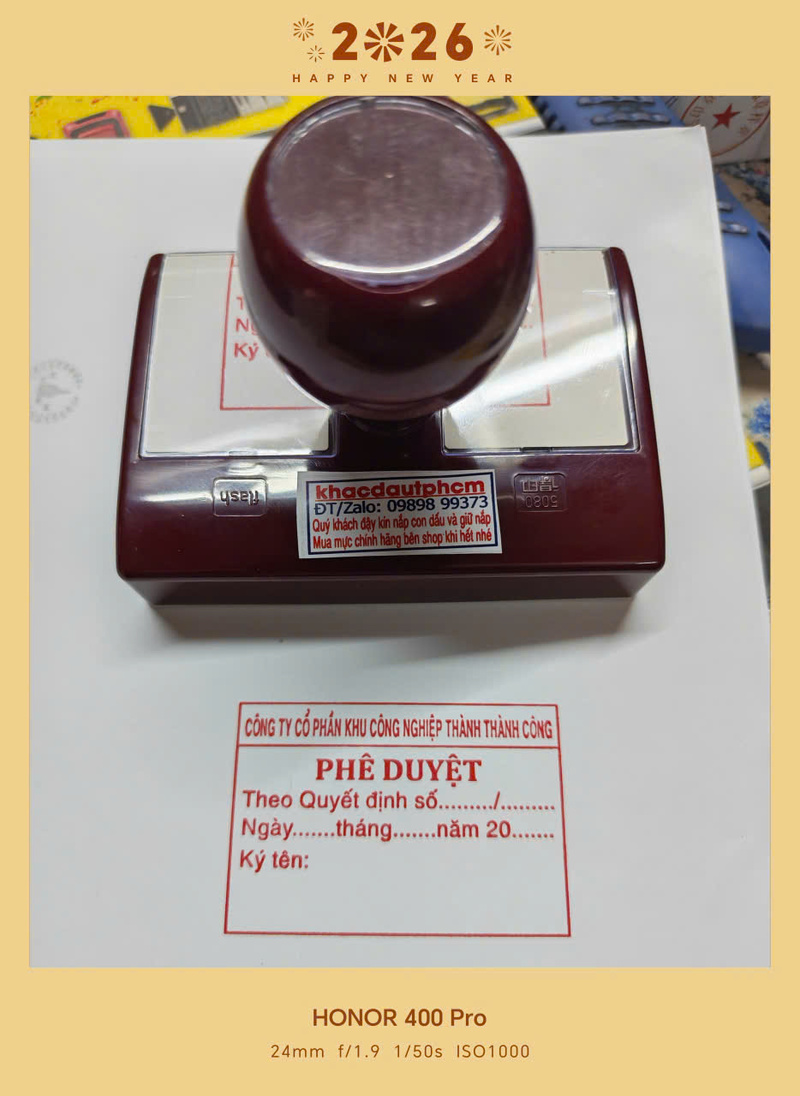 2026
HAPPY NEW YEAR
Ký
flash
5080
khacdautphcm
ĐT/Zalo: 09898 99373
Quý khách đậy kín nắp con dấu và giữ nắp
Mua mực chính hãng bên shop khi hết nhé
CÔNG TY CỔ PHẦN KHU CÔNG NGHIỆP THÀNH THÀNH CÔNG
PHÊ DUYỆT
Theo Quyết định số........./.........
Ngày.......tháng.......năm 20.......
Ký tên:
HONOR 400 Pro
24mm f/1.9 1/50s ISO1000